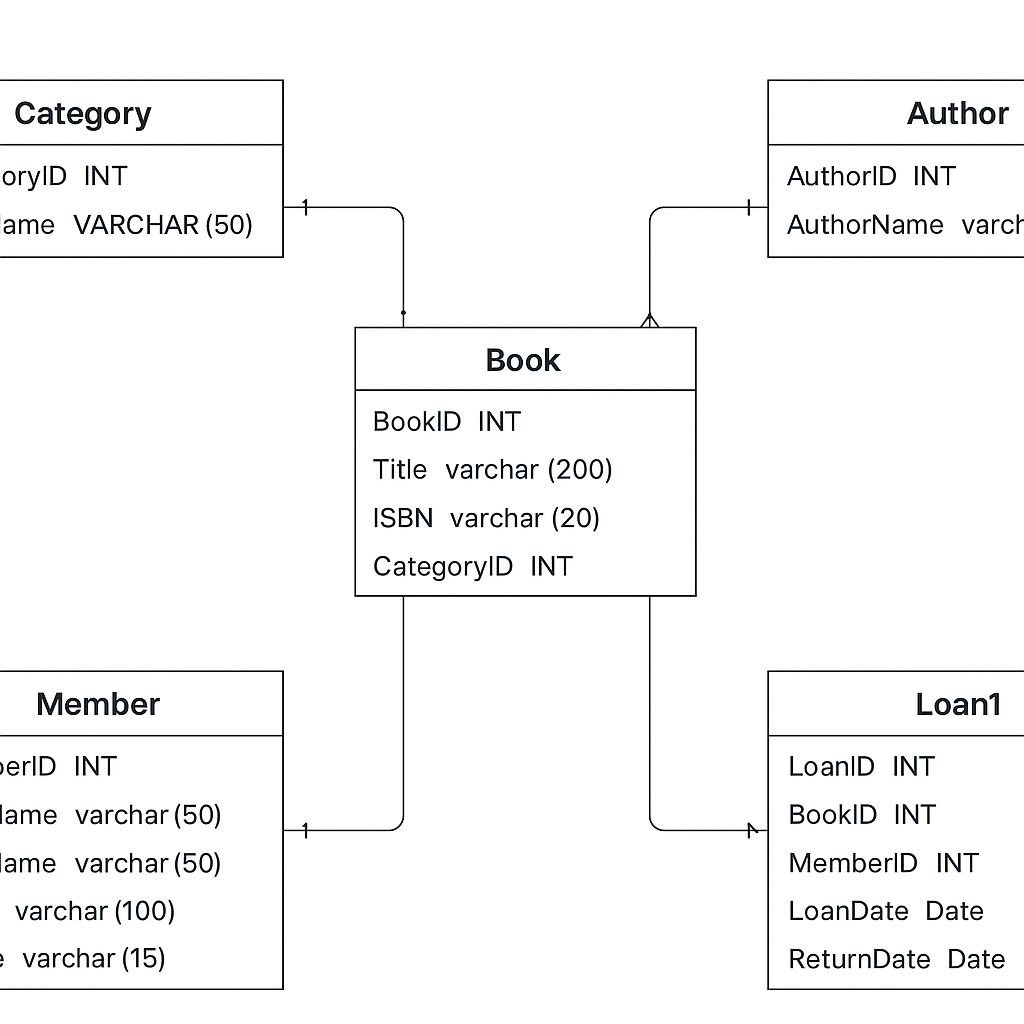 Category
oryID INT
lame VARCHAR (50)
1
Author
AuthorID INT
AuthorName varch
Book
BookID INT
Title varchar (200)
ISBN varchar (20)
CategoryID INT
Member
berID INT
lame varchar (50)
lame varchar (50)
varchar (100)
e varchar (15)
1
Loan1
LoanID INT
BookID INT
MemberID INT
LoanDate Date
ReturnDate Date